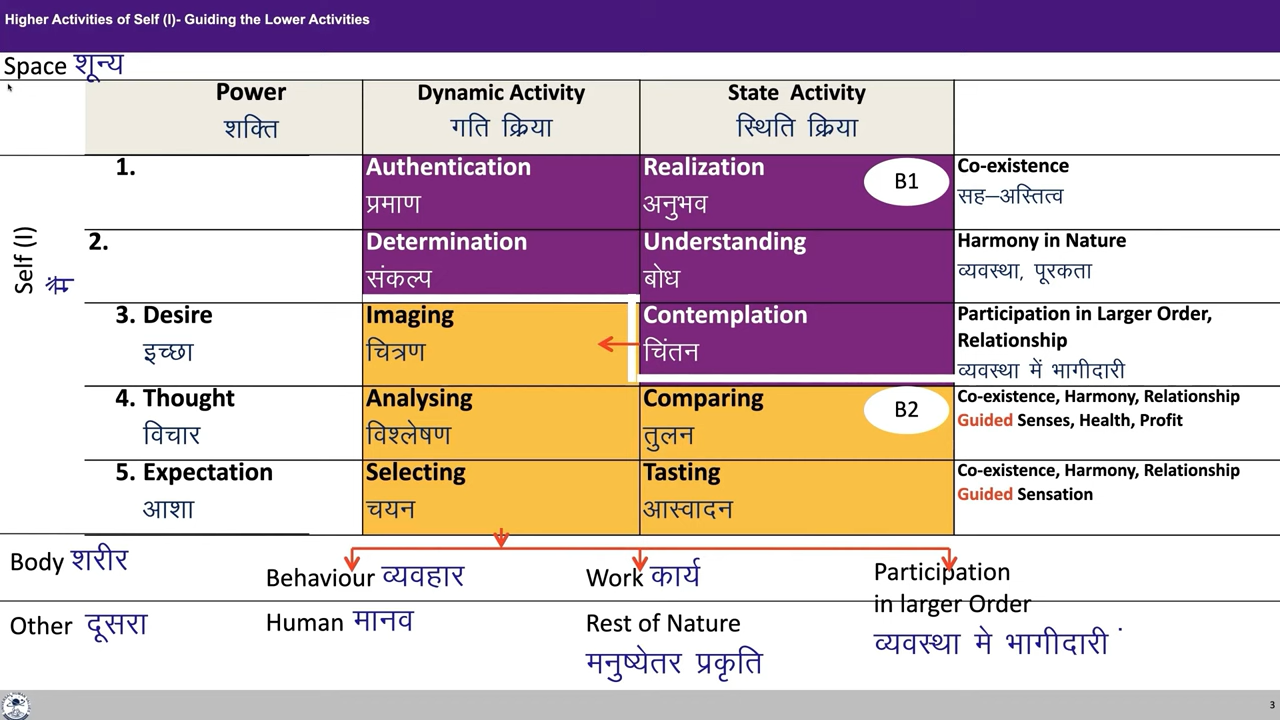 Higher Activities of Self (I)- Guiding the Lower Activities
Space शून्य
Power
शक्ति
Dynamic Activity
गति क्रिया
State Activity
स्थिति क्रिया
Self (I)
मैं
1.
Authentication
प्रमाण
Realization
अनुभव
B1
Co-existence
सह–अस्तित्व
2.
Determination
संकल्प
Understanding
बोध
Harmony in Nature
व्यवस्था, पूरकता
3. Desire
इच्छा
Imaging
चित्रण
Contemplation
चिंतन
Participation in Larger Order,
Relationship
व्यवस्था में भागीदारी
4. Thought
विचार
Analysing
विश्लेषण
Comparing
तुलन
B2
Co-existence, Harmony, Relationship
Guided Senses, Health, Profit
5. Expectation
आशा
Selecting
चयन
Tasting
आस्वादन
Co-existence, Harmony, Relationship
Guided Sensation
Body शरीर
Behaviour व्यवहार
Work कार्य
Participation
in larger Order
व्यवस्था मे भागीदारी
Other दूसरा
Human मानव
Rest of Nature
मनुष्येतर प्रकृति
3